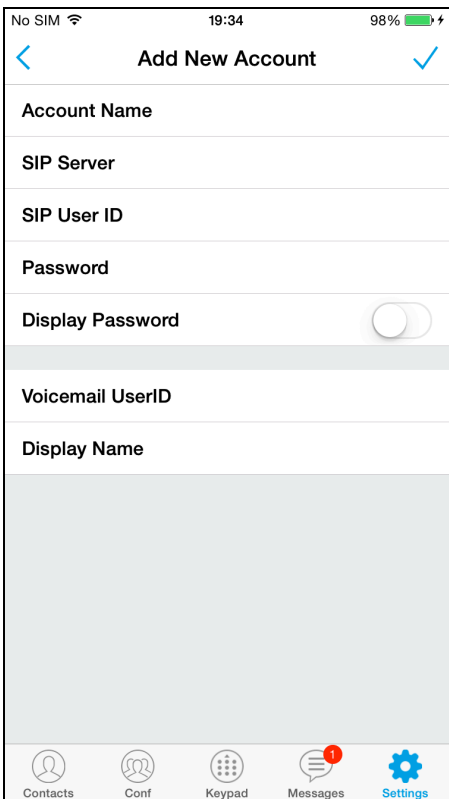 No SIM 19:34 98%
Add New Account
Account Name
SIP Server
SIP User ID
Password
Display Password
Voicemail UserID
Display Name
1
Contacts Conf Keypad Messages Settings